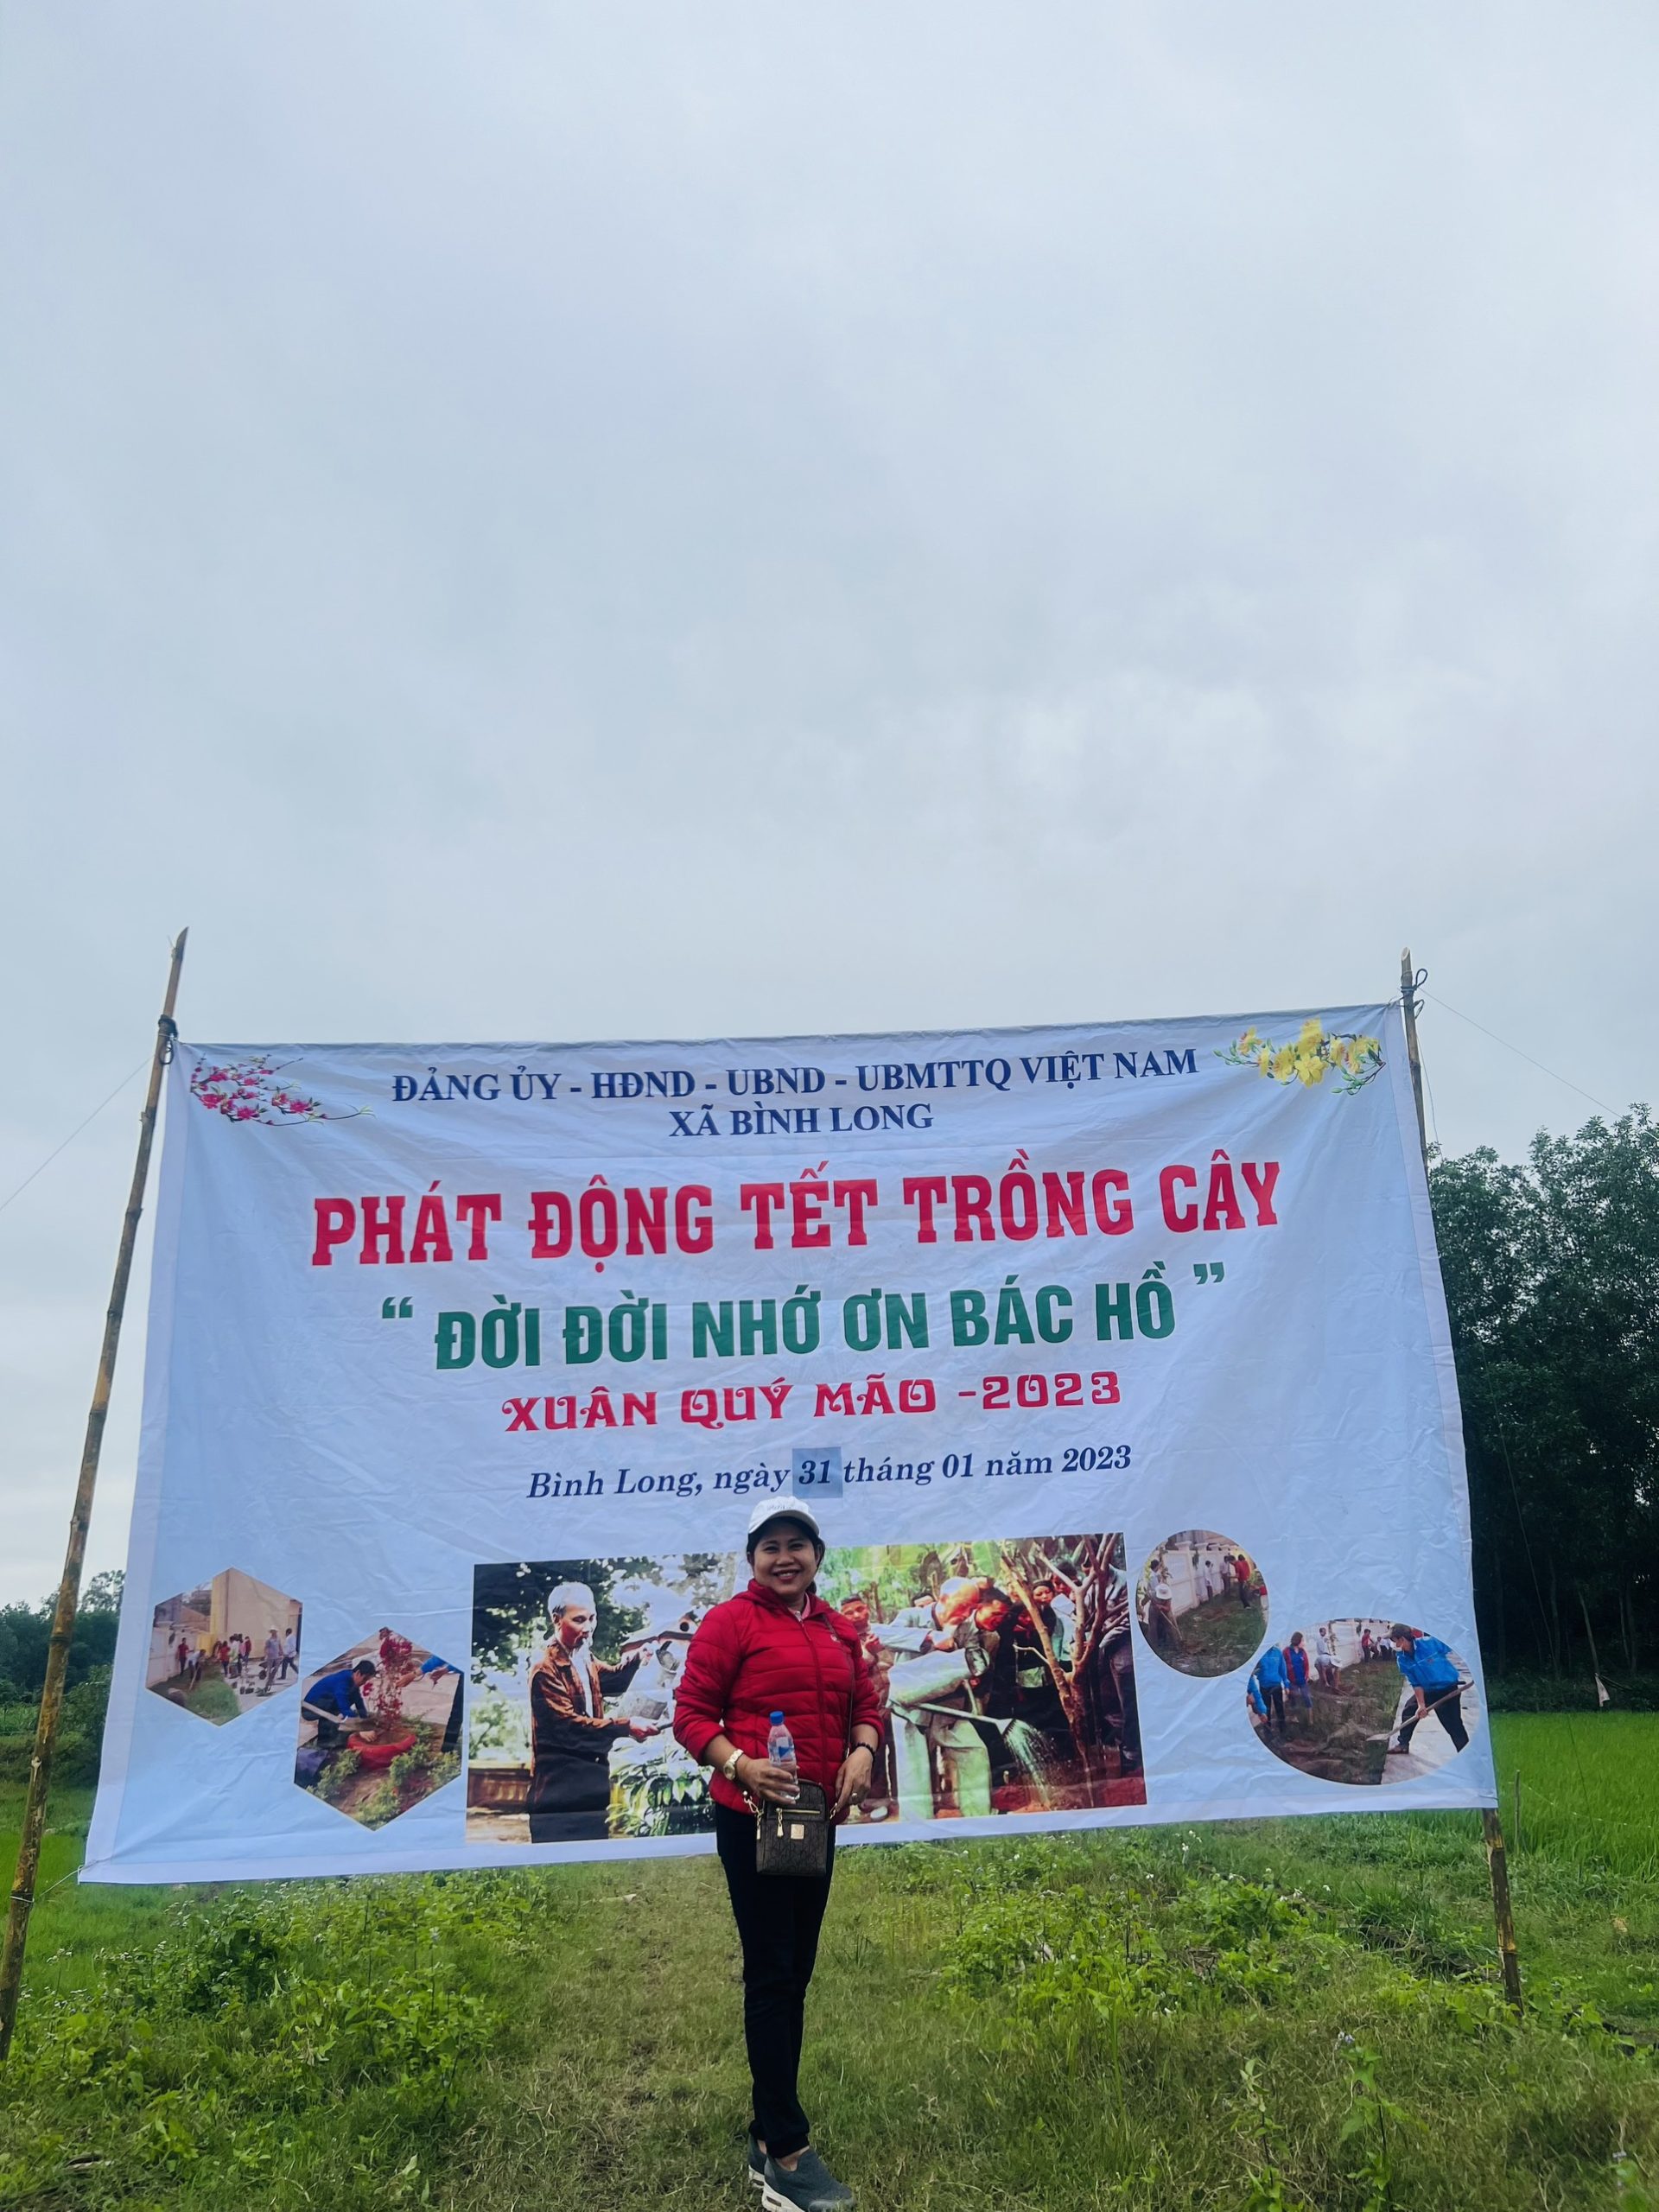 ĐẢNG ỦY - HĐND - UBND - UBMTTQ VIỆT NAM
XÃ BÌNH LONG
PHÁT ĐỘNG TẾT TRỒNG CÂY
“ ĐỜI ĐỜI NHỚ ƠN BÁC HỒ ”
XUÂN QUÝ MÃO -2023
Bình Long, ngày 31 tháng 01 năm 2023